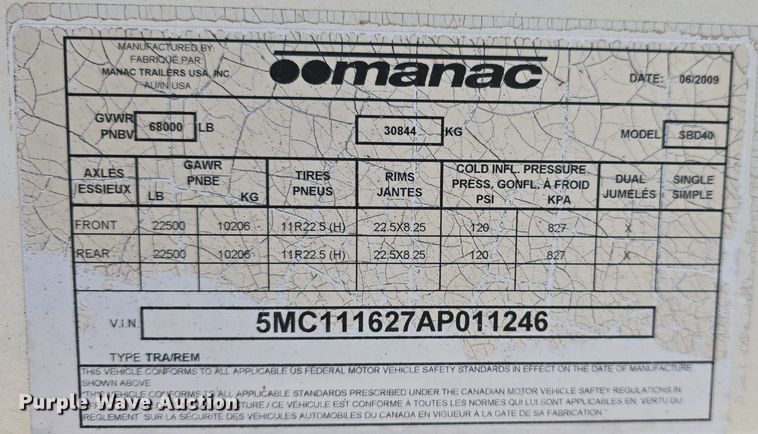 MANUFACTURED BY
FABRIQUÉ PAR
MANAC TRAILERS USA, INC.
manac
DATE: 06/2009
GVWR
PNBV 68000 LB 30844 KG MODEL SBD40
AXLES
ESSIEUX
GAWR
PNBE
LB KG
TIRES
PNEUS
RIMS
JANTES
COLD INFL. PRESSURE
PRESS. GONFL. À FROID
PSI KPA
DUAL
JUMELÉS
SINGLE
SIMPLE
FRONT 22500 10206 11R22.5 (H) 22.5X8.25 120 827 X
REAR 22500 10206 11R22.5 (H) 22.5X8.25 120 827 X
V.I.N. 5MC111627AP011246
TYPE TRA/REM
THIS VEHICLE CONFORMS TO ALL APPLICABLE US FEDERAL MOTOR VEHICLE SAFETY STANDARDS IN EFFECT ON THE DATE OF MANUFACTURE
SHOWN ABOVE
THIS VEHICLE CONFORMS TO ALL APPLICABLE STANDARDS PRESCRIBED UNDER THE CANADIAN MOTOR VEHICLE SAFTEY REGULATIONS IN
/ CE VÉHICULE EST CONFORME À TOUTES LES NORMES QUI LUI SONT APPLICABLES EN VERTU DU
RÈGLEMENT SUR LA SÉCURITÉ DES VÉHICULES AUTOMOBILES DU CANADA EN VIGUEUR À LA DATE DE SA FABRICATION
Purple Wave Auction